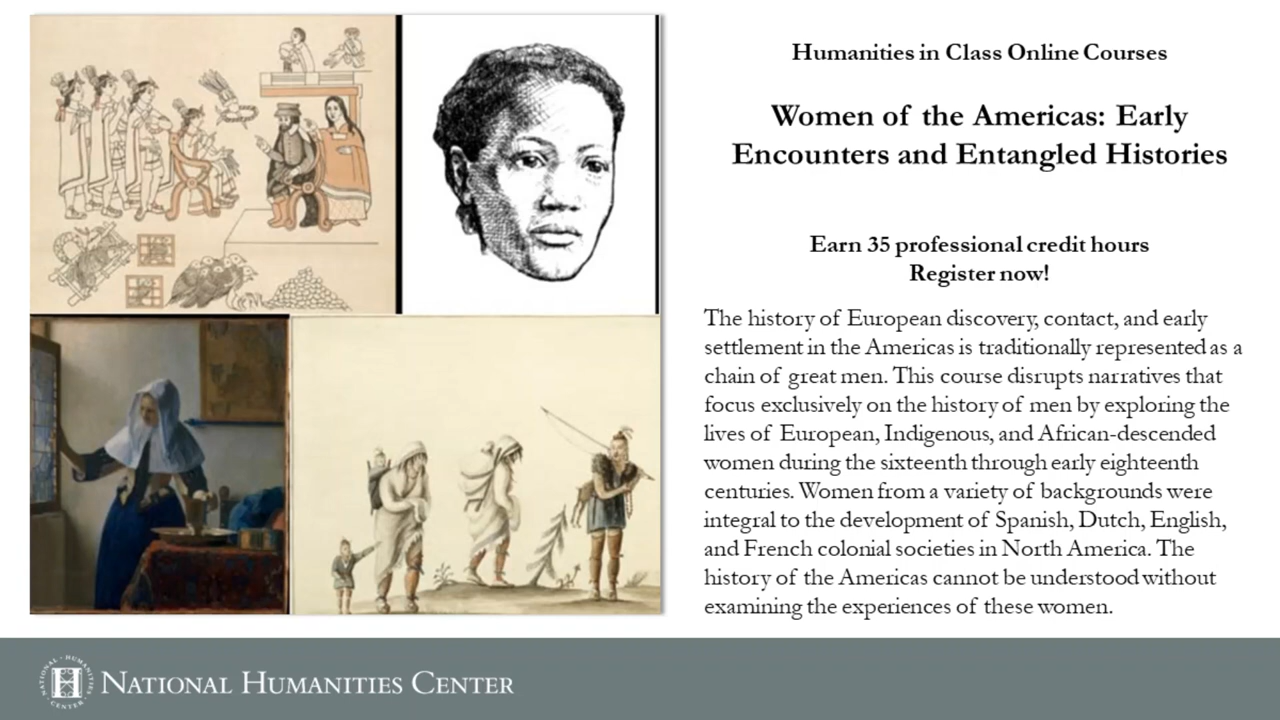 Humanities in Class Online Courses
Women of the Americas: Early
Encounters and Entangled Histories
Earn 35 professional credit hours
Register now!
The history of European discovery, contact, and early
settlement in the Americas is traditionally represented as a
chain of great men. This course disrupts narratives that
focus exclusively on the history of men by exploring the
lives of European, Indigenous, and African-descended
women during the sixteenth through early eighteenth
centuries. Women from a variety of backgrounds were
integral to the development of Spanish, Dutch, English,
and French colonial societies in North America. The
history of the Americas cannot be understood without
examining the experiences of these women.
NATIONAL · HUMANITIES · CENTER ·
H
NATIONAL HUMANITIES CENTER